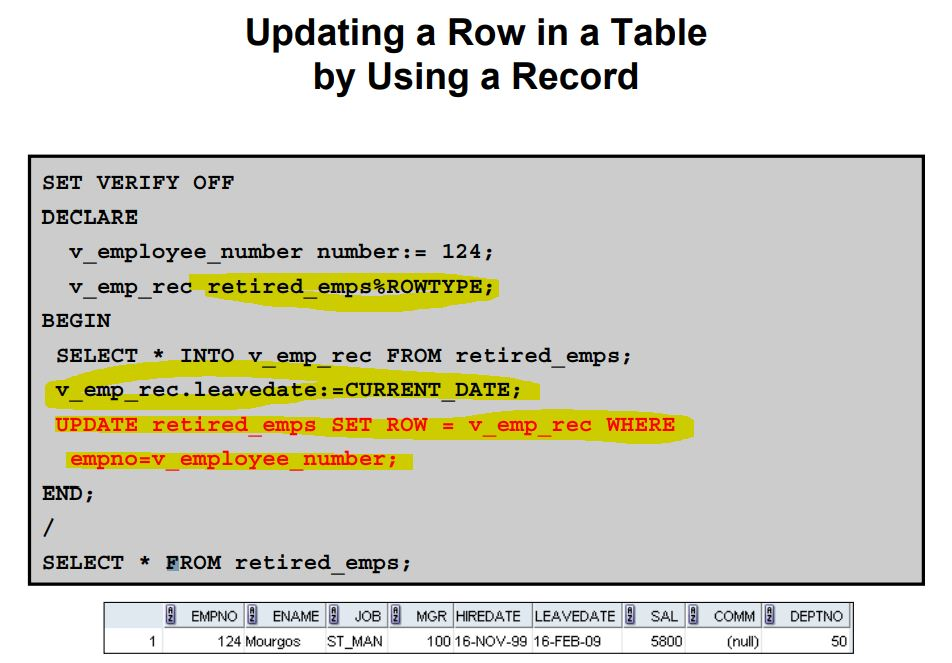 Updating a Row in a Table
by Using a Record
SET VERIFY OFF
DECLARE
v_employee_number number:= 124;
v_emp_rec retired_emps%ROWTYPE;
BEGIN
SELECT * INTO v_emp_rec FROM retired_emps;
v_emp_rec.leavedate:=CURRENT_DATE;
UPDATE retired_emps SET ROW = v_emp_rec WHERE
empno=v_employee_number;
END;
/
SELECT * FROM retired_emps;
EMPNO ENAME JOB MGR HIREDATE LEAVEDATE SAL COMM DEPTNO
1 124 Mourgos ST_MAN 100 16-NOV-99 16-FEB-09 5800 (null) 50